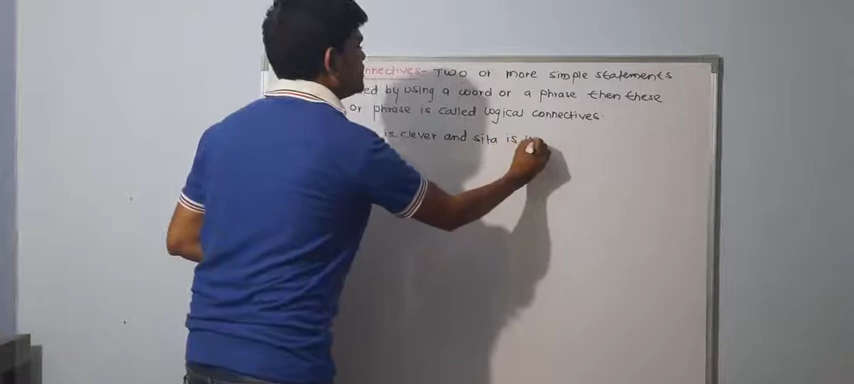 nnectives - Two or more simple statements
ed by using a word or a phrase then these
or phrase is called logical connectives.
is clever and sita is